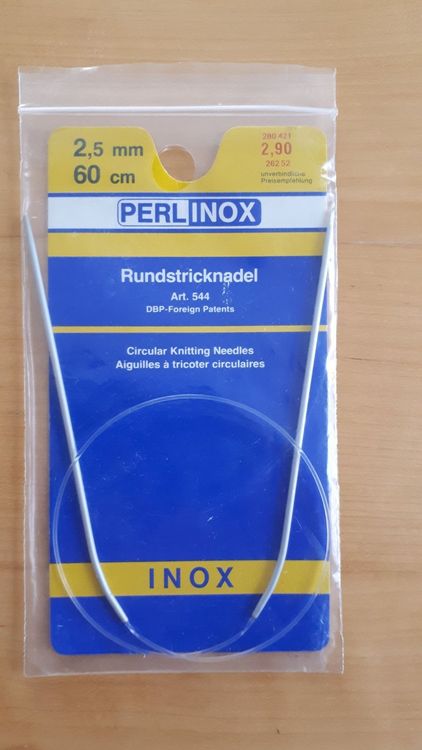 2,5 mm
60 cm
280 421
2,90
262 52
unverbindliche
Preisempfehlung
PERLINOX
Rundstricknadel
Art. 544
DBP-Foreign Patents
Circular Knitting Needles
Aiguilles à tricoter circulaires
INOX